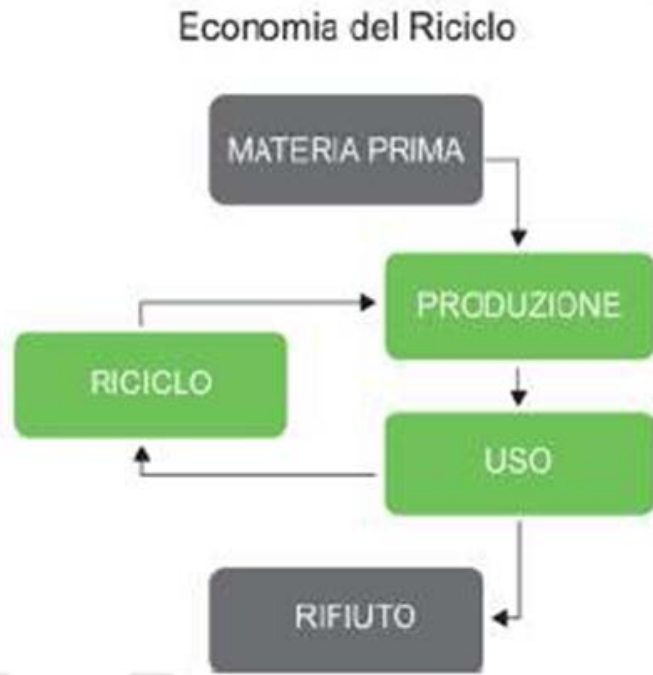 Economia del Riciclo
MATERIA PRIMA
PRODUZIONE
RICICLO
USO
RIFIUTO